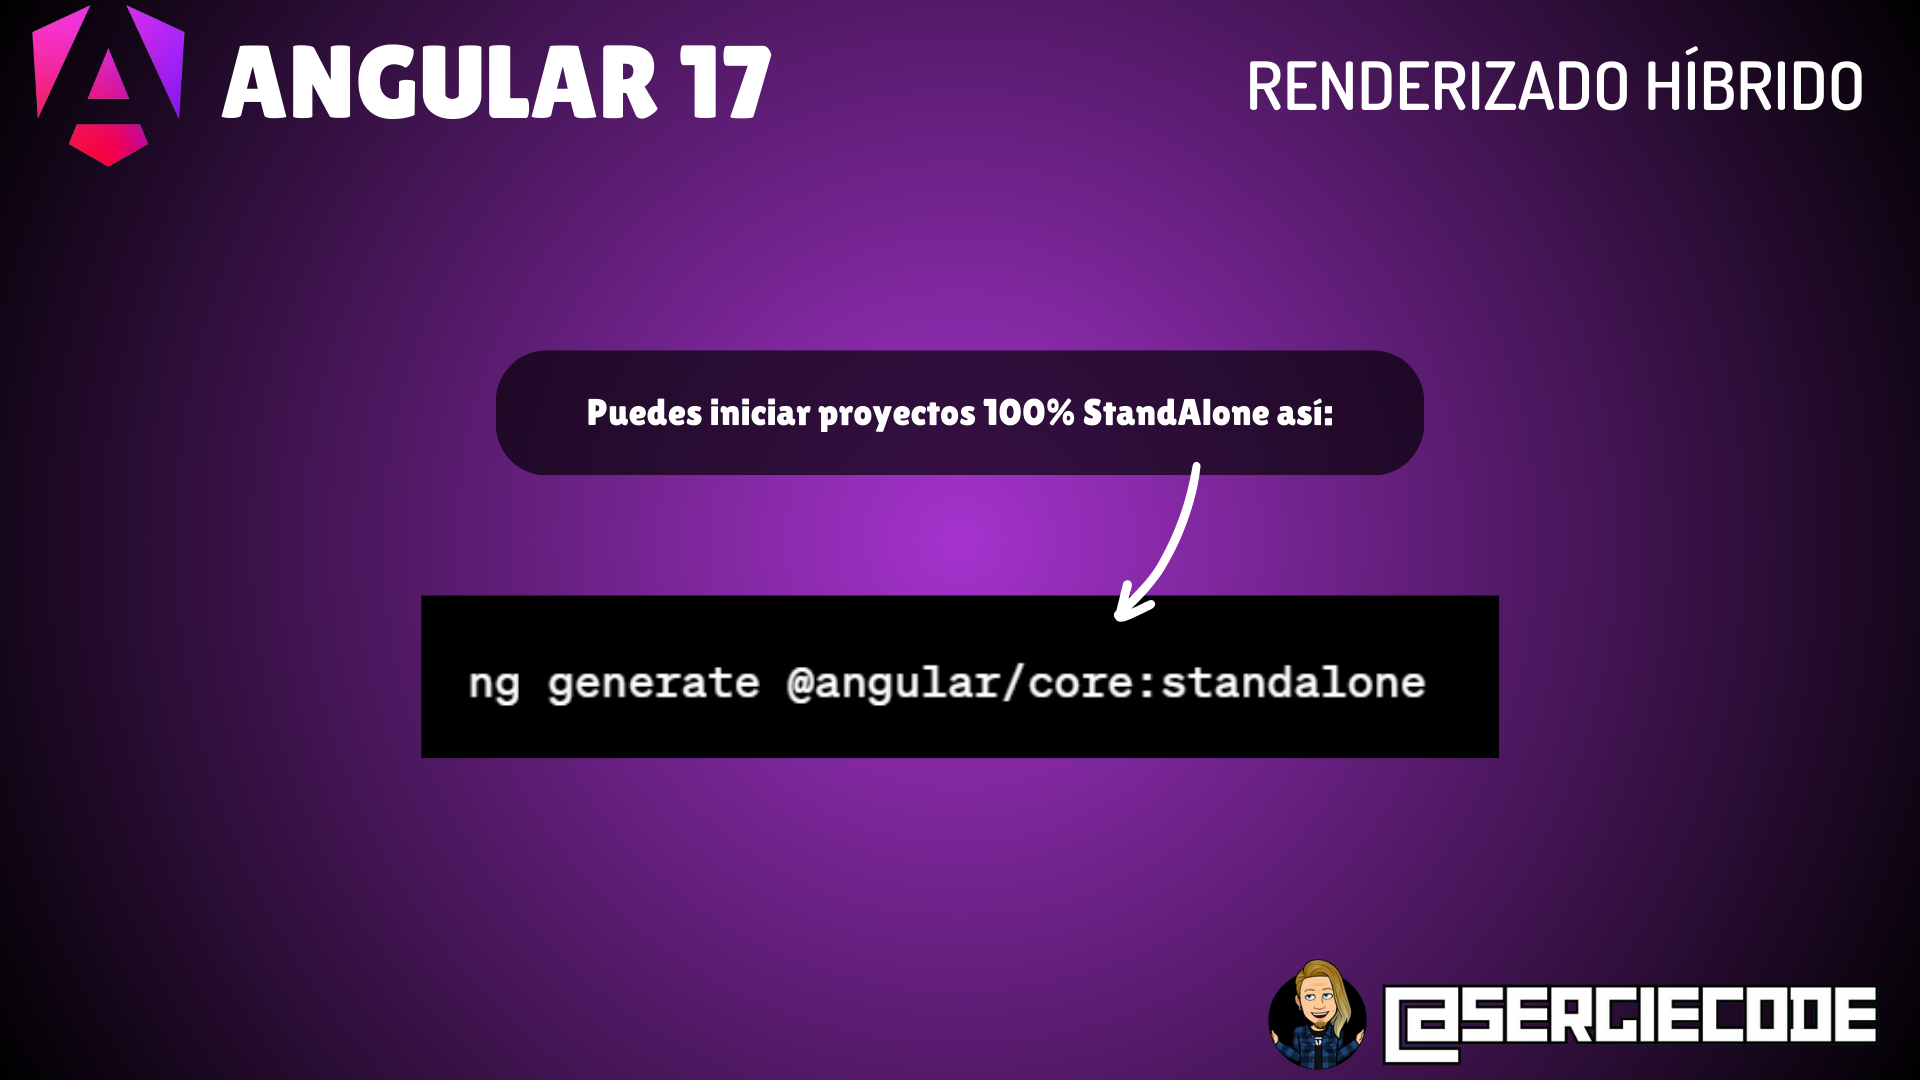 ANGULAR 17
RENDERIZADO HÍBRIDO
Puedes iniciar proyectos 100% StandAlone así:
ng generate @angular/core:standalone
@SERGIECODE